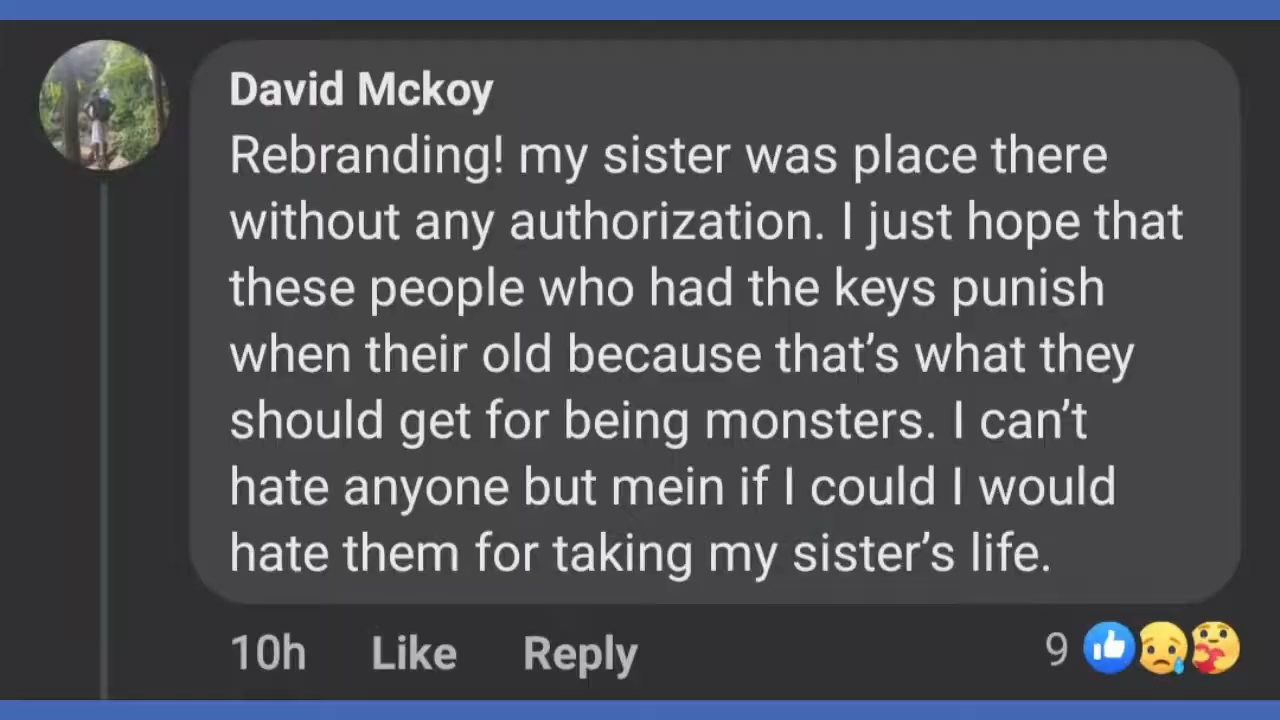 David Mckoy
Rebranding! my sister was place there
without any authorization. I just hope that
these people who had the keys punish
when their old because that’s what they
should get for being monsters. I can’t
hate anyone but mein if I could I would
hate them for taking my sister’s life.
10h Like Reply 9